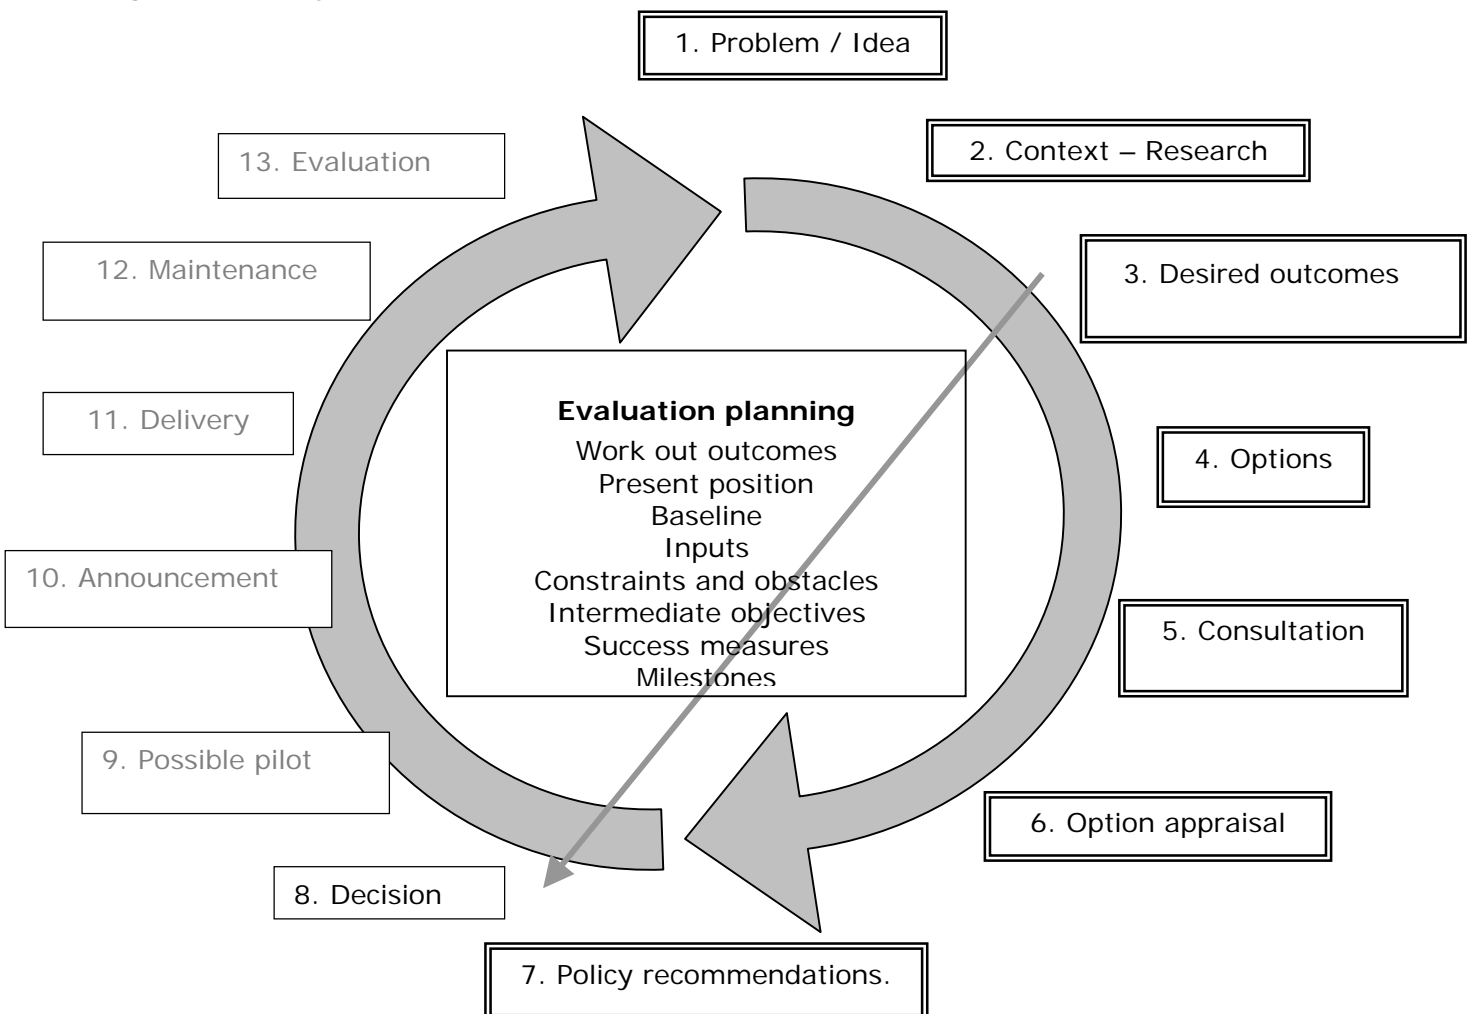 1. Problem / Idea
2. Context – Research
3. Desired outcomes
4. Options
5. Consultation
6. Option appraisal
7. Policy recommendations.
8. Decision
9. Possible pilot
10. Announcement
11. Delivery
12. Maintenance
13. Evaluation
Evaluation planning
Work out outcomes
Present position
Baseline
Inputs
Constraints and obstacles
Intermediate objectives
Success measures
Milestones